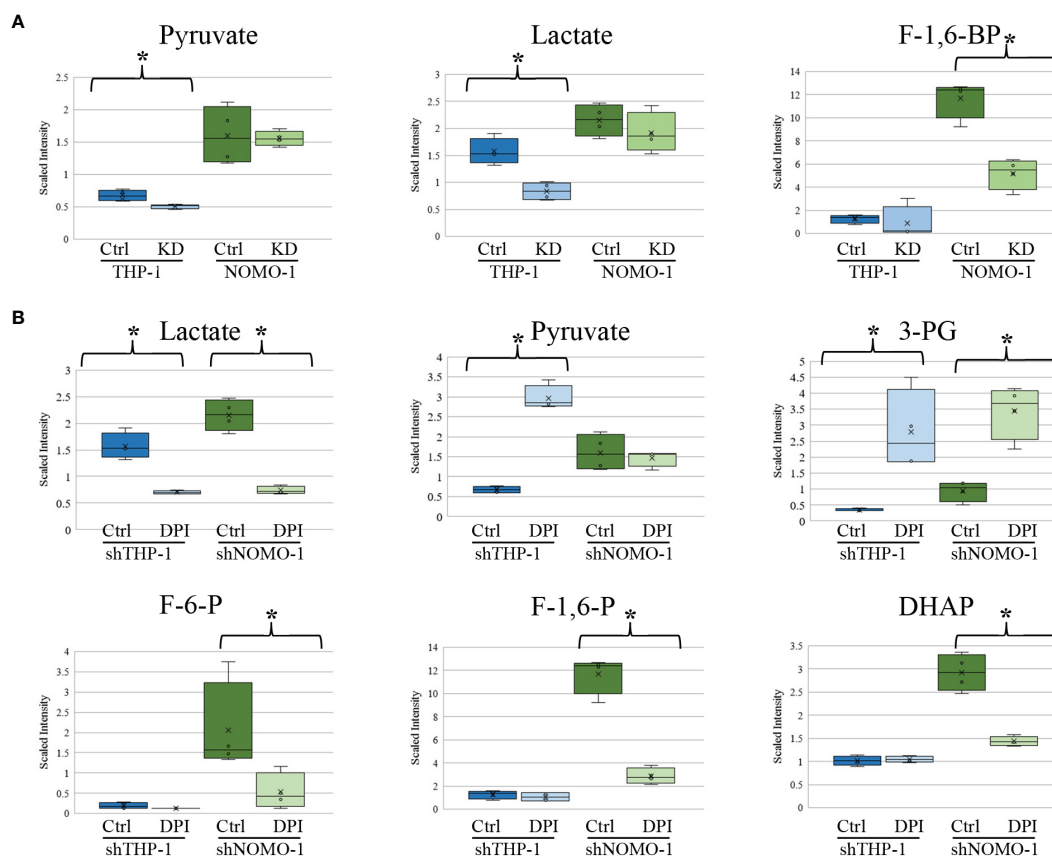 A
Pyruvate
*
Scaled Intensity
2.5
2
1.5
1
0.5
0
Ctrl KD Ctrl KD
THP-1 NOMO-1
Lactate
*
Scaled Intensity
3
2.5
2
1.5
1
0.5
0
Ctrl KD Ctrl KD
THP-1 NOMO-1
F-1,6-BP
*
Scaled Intensity
14
12
10
8
6
4
2
0
Ctrl KD Ctrl KD
THP-1 NOMO-1
B
Lactate
* *
Scaled Intensity
3
2.5
2
1.5
1
0.5
0
Ctrl DPI Ctrl DPI
shTHP-1 shNOMO-1
Pyruvate
*
Scaled Intensity
4
3.5
3
2.5
2
1.5
1
0.5
0
Ctrl DPI Ctrl DPI
shTHP-1 shNOMO-1
3-PG
* *
Scaled Intensity
5
4.5
4
3.5
3
2.5
2
1.5
1
0.5
0
Ctrl DPI Ctrl DPI
shTHP-1 shNOMO-1
F-6-P
*
Scaled Intensity
4
3.5
3
2.5
2
1.5
1
0.5
0
Ctrl DPI Ctrl DPI
shTHP-1 shNOMO-1
F-1,6-P
*
Scaled Intensity
14
12
10
8
6
4
2
0
Ctrl DPI Ctrl DPI
shTHP-1 shNOMO-1
DHAP
*
Scaled Intensity
3.5
3
2.5
2
1.5
1
0.5
0
Ctrl DPI Ctrl DPI
shTHP-1 shNOMO-1